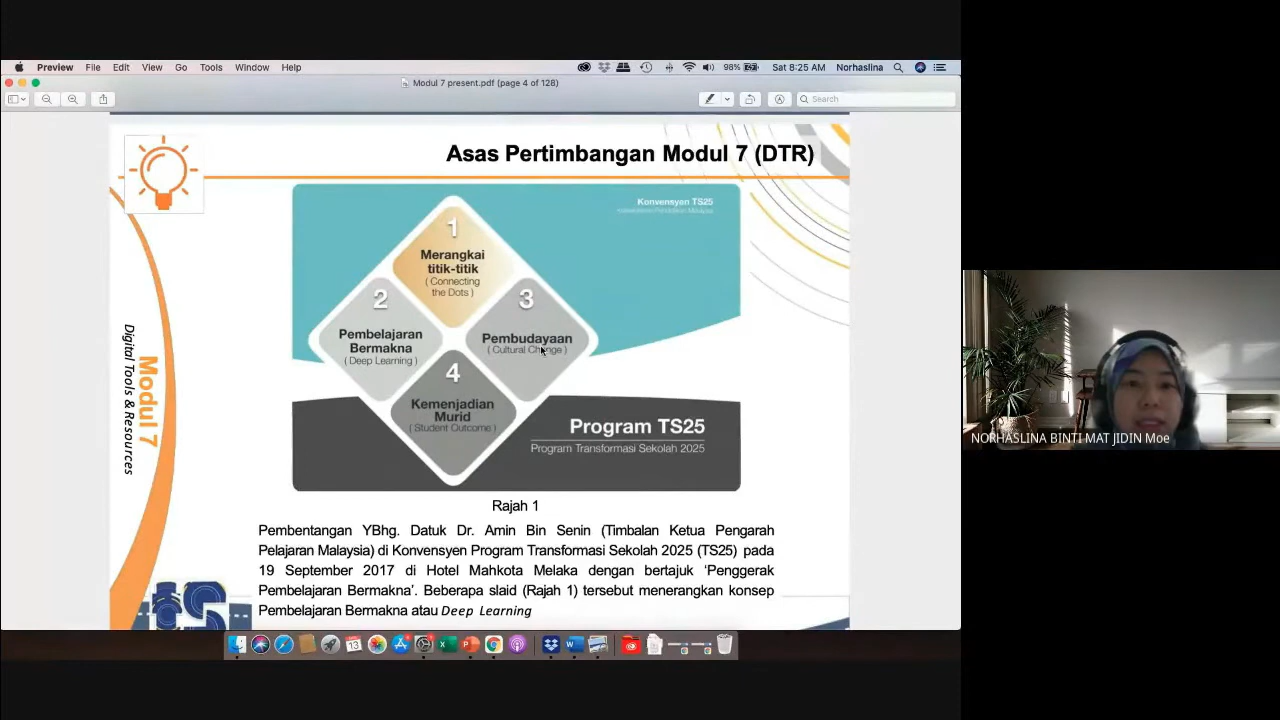 Preview File Edit View Go Tools Window Help
98% Sat 8:25 AM Norhaslina
Modul 7 present.pdf (page 4 of 128)
Search
Asas Pertimbangan Modul 7 (DTR)
Konvensyen TS25
1
Merangkai
titik-titik
( Connecting
the Dots )
2
Pembelajaran
Bermakna
( Deep Learning )
3
Pembudayaan
( Cultural Change )
4
Kemenjadian
Murid
( Student Outcome )
Program TS25
Program Transformasi Sekolah 2025
Modul 7
Digital Tools & Resources
Rajah 1
Pembentangan YBhg. Datuk Dr. Amin Bin Senin (Timbalan Ketua Pengarah
Pelajaran Malaysia) di Konvensyen Program Transformasi Sekolah 2025 (TS25) pada
19 September 2017 di Hotel Mahkota Melaka dengan bertajuk ‘Penggerak
Pembelajaran Bermakna’. Beberapa slaid (Rajah 1) tersebut menerangkan konsep
Pembelajaran Bermakna atau Deep Learning
NORHASLINA BINTI MAT JIDIN Moe